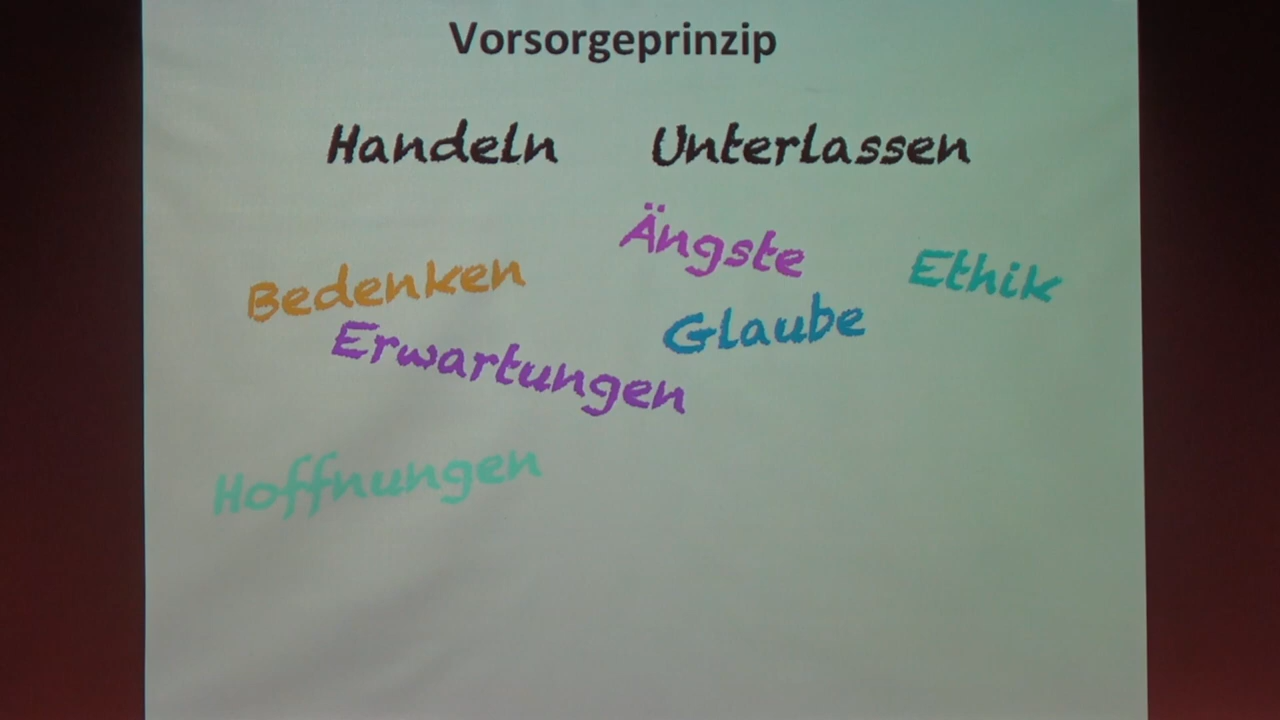 Vorsorgeprinzip
Handeln Unterlassen
Ängste
Ethik
Bedenken
Glaube
Erwartungen
Hoffnungen